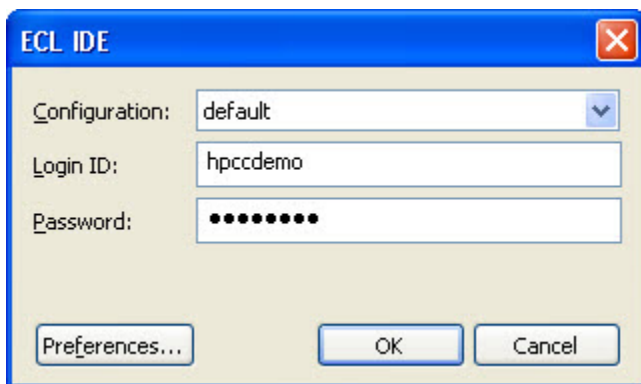 ECL IDE
Configuration: default
Login ID: hpccdemo
Password: ●●●●●●●●
Preferences... OK Cancel